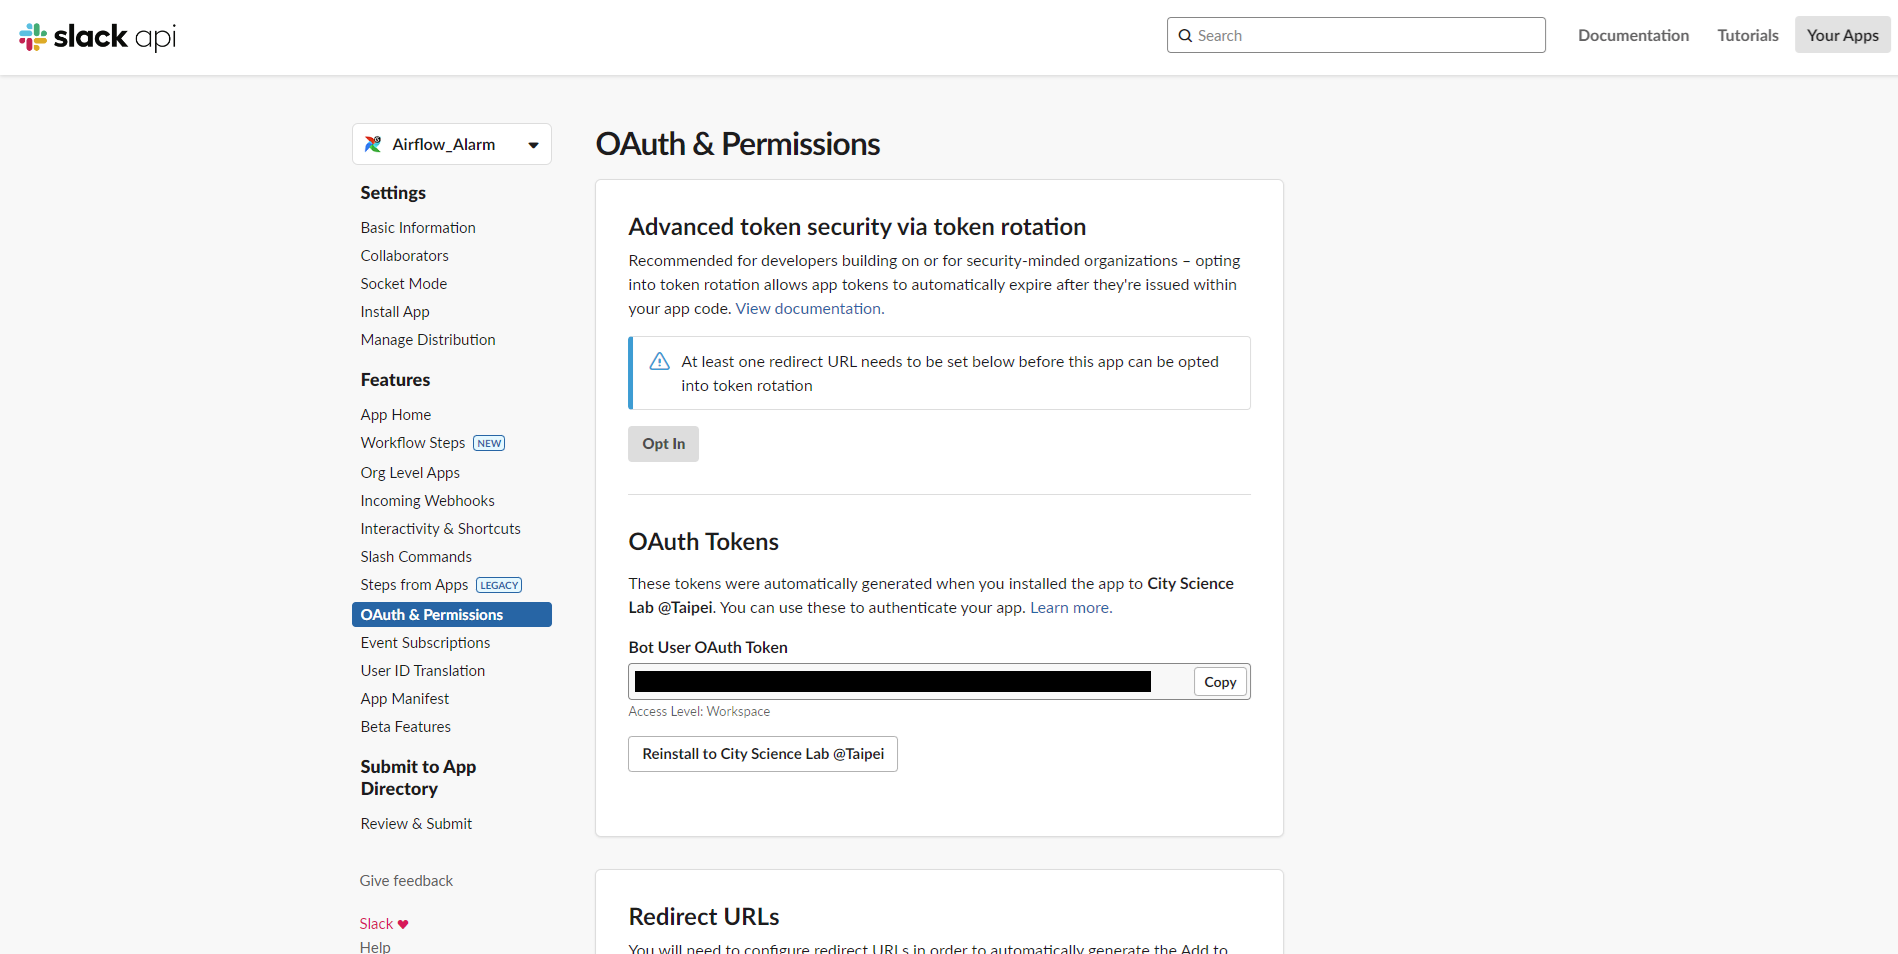 slack api
Search
Documentation
Tutorials
Your Apps
Airflow_Alarm
Settings
Basic Information
Collaborators
Socket Mode
Install App
Manage Distribution
Features
App Home
Workflow Steps NEW
Org Level Apps
Incoming Webhooks
Interactivity & Shortcuts
Slash Commands
Steps from Apps LEGACY
OAuth & Permissions
Event Subscriptions
User ID Translation
App Manifest
Beta Features
Submit to App
Directory
Review & Submit
Give feedback
Slack ♥
Help
OAuth & Permissions
Advanced token security via token rotation
Recommended for developers building on or for security-minded organizations – opting
into token rotation allows app tokens to automatically expire after they're issued within
your app code. View documentation.
At least one redirect URL needs to be set below before this app can be opted
into token rotation
Opt In
OAuth Tokens
These tokens were automatically generated when you installed the app to City Science
Lab @Taipei. You can use these to authenticate your app. Learn more.
Bot User OAuth Token
Copy
Access Level: Workspace
Reinstall to City Science Lab @Taipei
Redirect URLs
You will need to configure redirect URLs in order to automatically generate the Add to